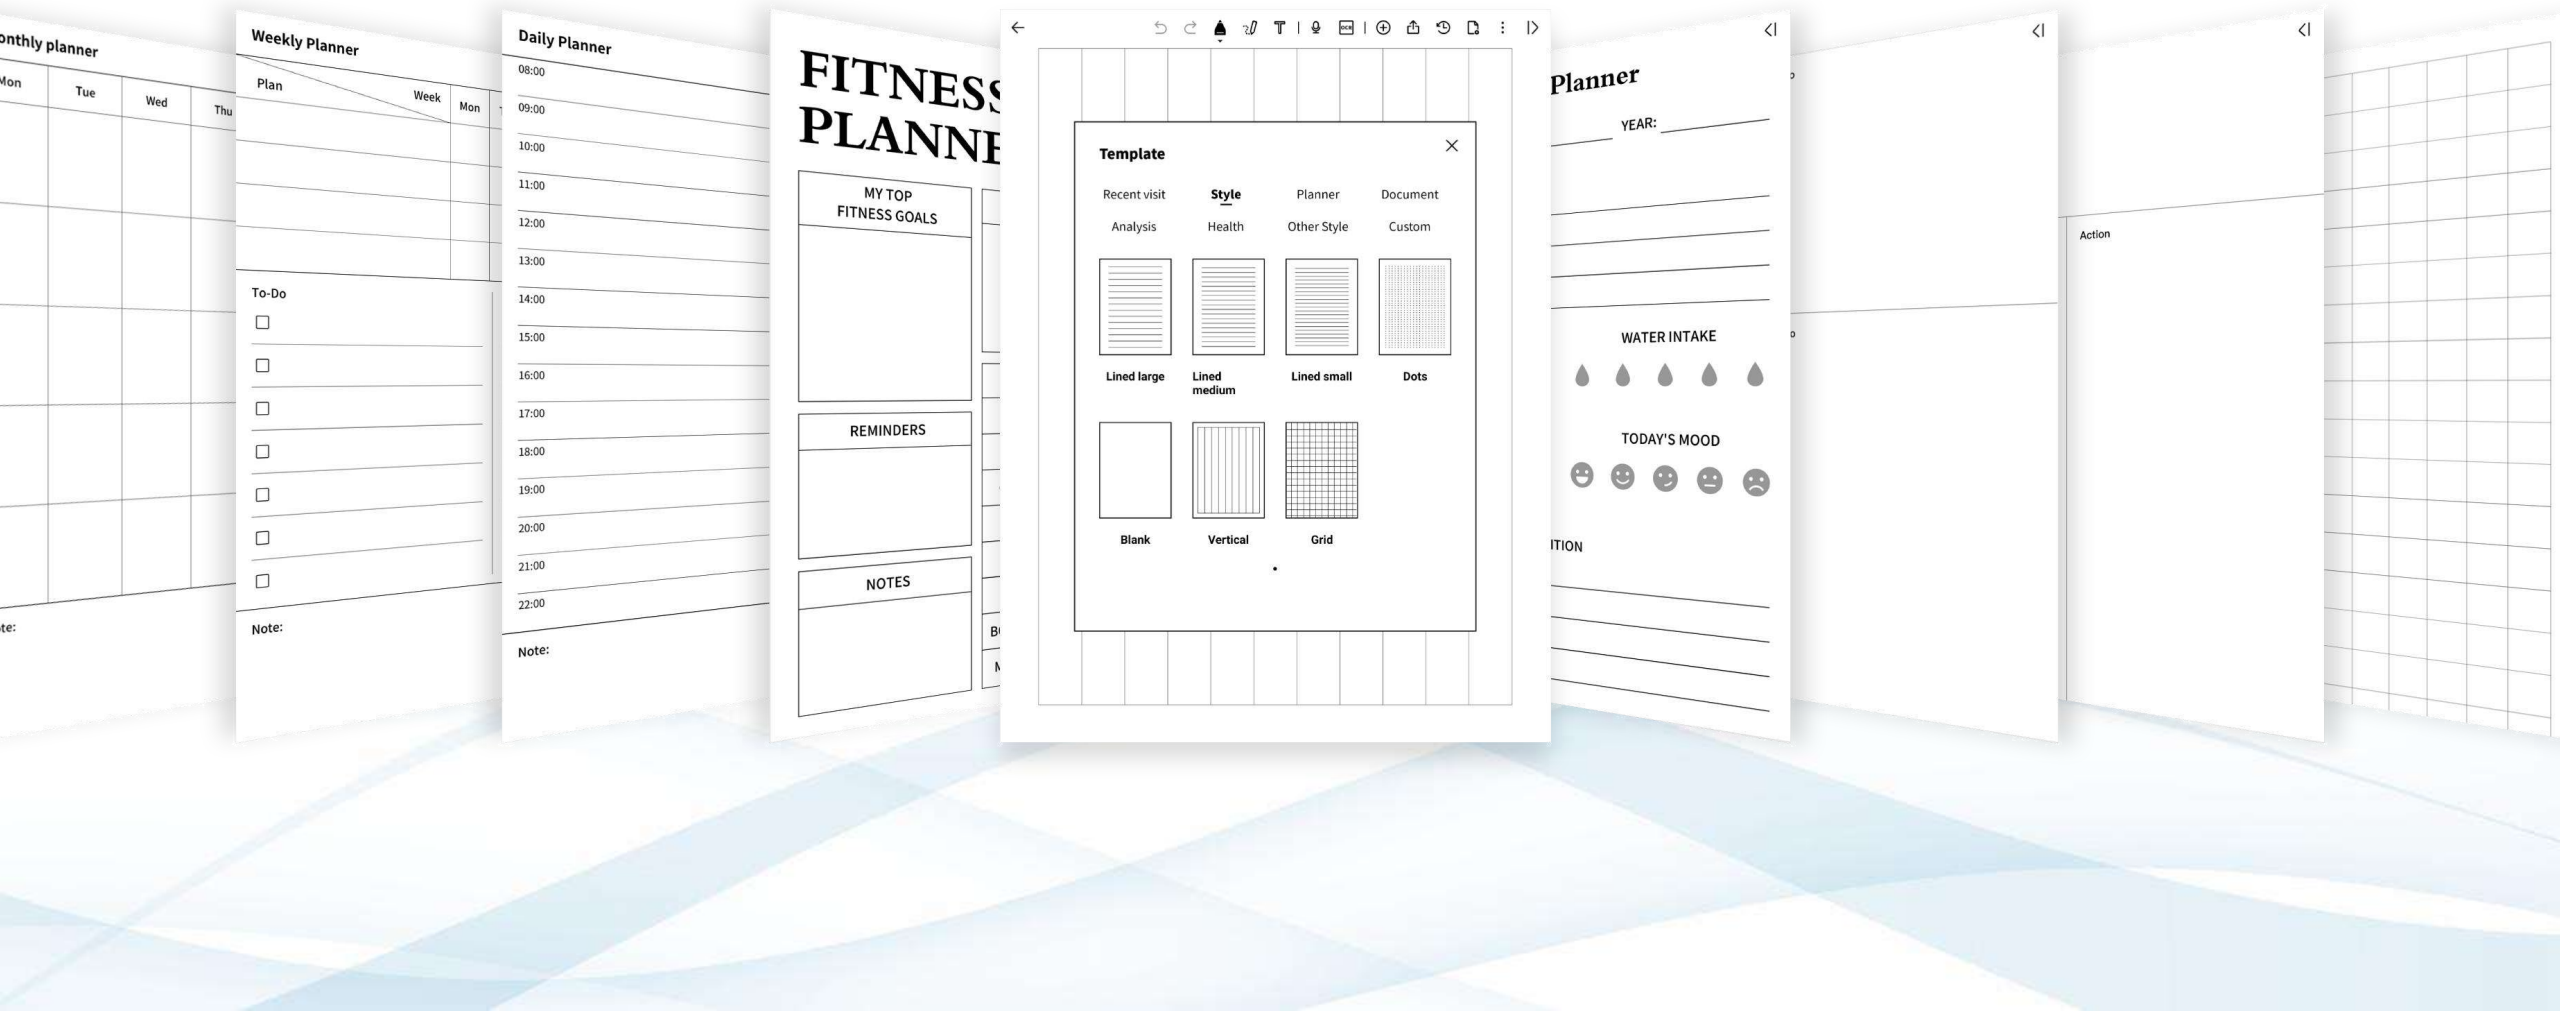 onthly planner
Mon
Tue
Wed
Thu
te:
Weekly Planner
Plan
Week
Mon
To-Do
Note:
Daily Planner
08:00
09:00
10:00
11:00
12:00
13:00
14:00
15:00
16:00
17:00
18:00
19:00
20:00
21:00
22:00
Note:
FITNESS
PLANNE
MY TOP
FITNESS GOALS
REMINDERS
NOTES
Template
Recent visit
Style
Planner
Document
Analysis
Health
Other Style
Custom
Lined large
Lined
medium
Lined small
Dots
Blank
Vertical
Grid
OCR
Planner
YEAR:
WATER INTAKE
TODAY'S MOOD
ITION
Action